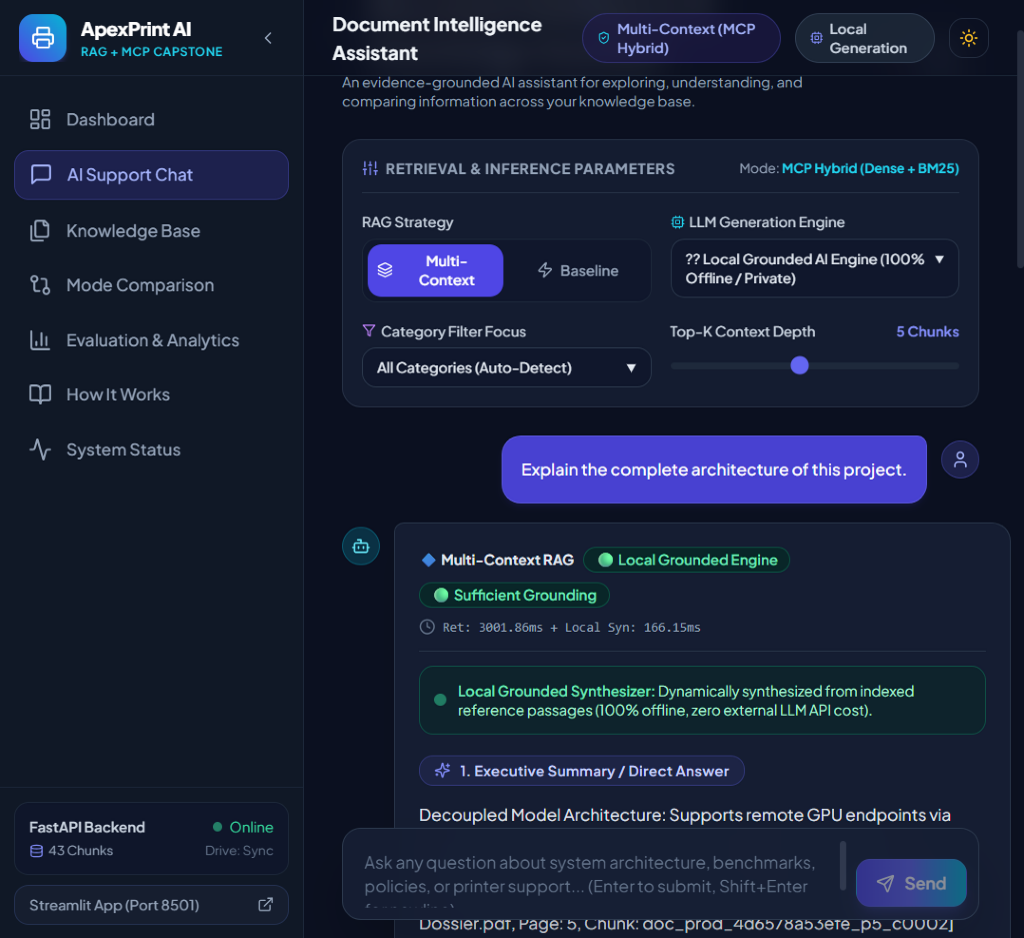 ApexPrint AI
RAG + MCP CAPSTONE
Dashboard
AI Support Chat
Knowledge Base
Mode Comparison
Evaluation & Analytics
How It Works
System Status
FastAPI Backend
Online
43 Chunks
Drive: Sync
Streamlit App (Port 8501)
Document Intelligence
Assistant
Multi-Context (MCP
Hybrid)
Local
Generation
An evidence-grounded AI assistant for exploring, understanding, and
comparing information across your knowledge base.
RETRIEVAL & INFERENCE PARAMETERS
Mode: MCP Hybrid (Dense + BM25)
RAG Strategy
Multi-
Context
Baseline
LLM Generation Engine
?? Local Grounded AI Engine (100%
Offline / Private)
Category Filter Focus
All Categories (Auto-Detect)
Top-K Context Depth
5 Chunks
Explain the complete architecture of this project.
Multi-Context RAG
Local Grounded Engine
Sufficient Grounding
Ret: 3001.86ms + Local Syn: 166.15ms
Local Grounded Synthesizer: Dynamically synthesized from indexed
reference passages (100% offline, zero external LLM API cost).
1. Executive Summary / Direct Answer
Decoupled Model Architecture: Supports remote GPU endpoints via
Ask any question about system architecture, benchmarks,
policies, or printer support... (Enter to submit, Shift+Enter
Send
Dossier.pdf, Page: 5, Chunk: doc_prod_4d6578a53efe_p5_c0002]